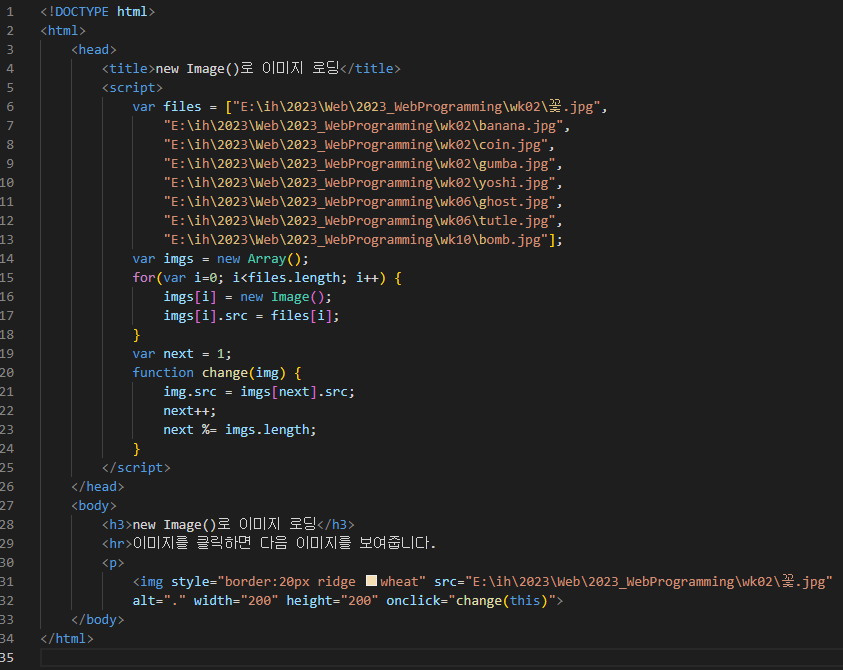 1 <!DOCTYPE html>
2 <html>
3     <head>
4         <title>new Image()로 이미지 로딩</title>
5         <script>
6             var files = ["E:\ih\2023\Web\2023_WebProgramming\wk02\꽃.jpg",
7                 "E:\ih\2023\Web\2023_WebProgramming\wk02\banana.jpg",
8                 "E:\ih\2023\Web\2023_WebProgramming\wk02\coin.jpg",
9                 "E:\ih\2023\Web\2023_WebProgramming\wk02\gumba.jpg",
10                 "E:\ih\2023\Web\2023_WebProgramming\wk02\yoshi.jpg",
11                 "E:\ih\2023\Web\2023_WebProgramming\wk06\ghost.jpg",
12                 "E:\ih\2023\Web\2023_WebProgramming\wk06\tutle.jpg",
13                 "E:\ih\2023\Web\2023_WebProgramming\wk10\bomb.jpg"];
14             var imgs = new Array();
15             for(var i=0; i<files.length; i++) {
16                 imgs[i] = new Image();
17                 imgs[i].src = files[i];
18             }
19             var next = 1;
20             function change(img) {
21                 img.src = imgs[next].src;
22                 next++;
23                 next %= imgs.length;
24             }
25         </script>
26     </head>
27     <body>
28         <h3>new Image()로 이미지 로딩</h3>
29         <hr>이미지를 클릭하면 다음 이미지를 보여줍니다.
30         <p>
31             <img style="border:20px ridge wheat" src="E:\ih\2023\Web\2023_WebProgramming\wk02\꽃.jpg"
32             alt="." width="200" height="200" onclick="change(this)">
33     </body>
34 </html>
35